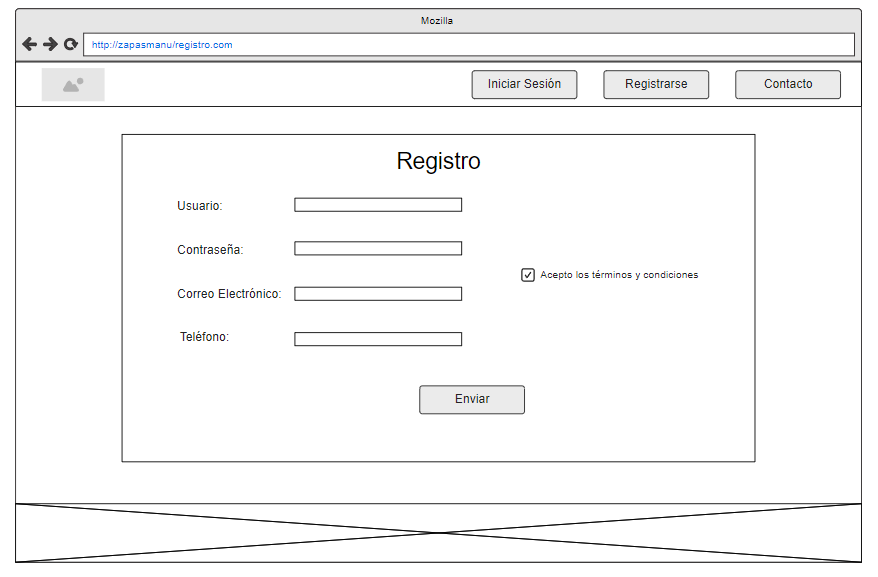 Mozilla
http://zapasmanu/registro.com
Iniciar Sesión
Registrarse
Contacto
Registro
Usuario:
Contraseña:
Acepto los términos y condiciones
Correo Electrónico:
Teléfono:
Enviar